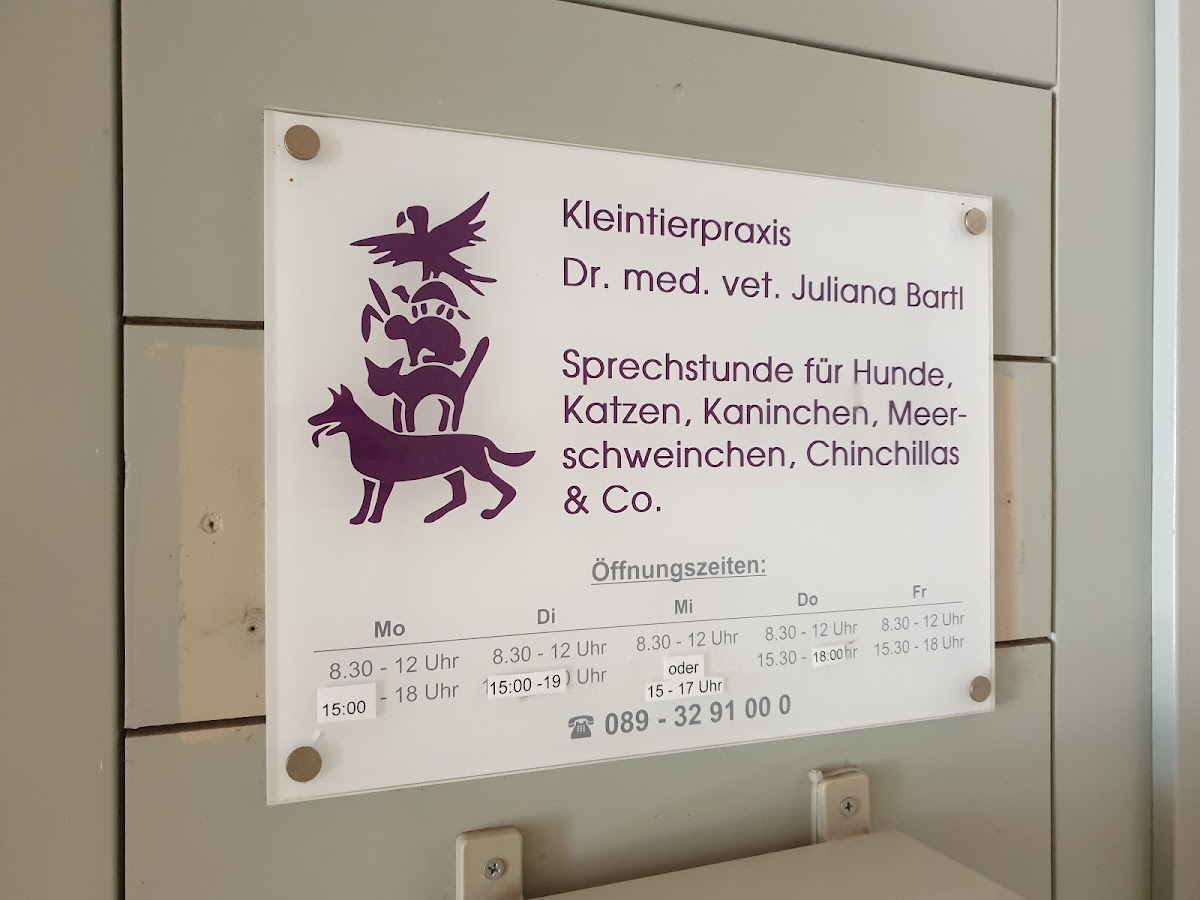 Kleintierpraxis
Dr. med. vet. Juliana Bartl
Sprechstunde für Hunde,
Katzen, Kaninchen, Meer-
schweinchen, Chinchillas
& Co.
Öffnungszeiten:
Mo Di Mi Do Fr
8.30 - 12 Uhr 8.30 - 12 Uhr 8.30 - 12 Uhr 8.30 - 12 Uhr 8.30 - 12 Uhr
15:00 - 18 Uhr 15:00 -19 Uhr oder 15.30 - 18:00 15.30 - 18 Uhr
15 - 17 Uhr
089 - 32 91 00 0